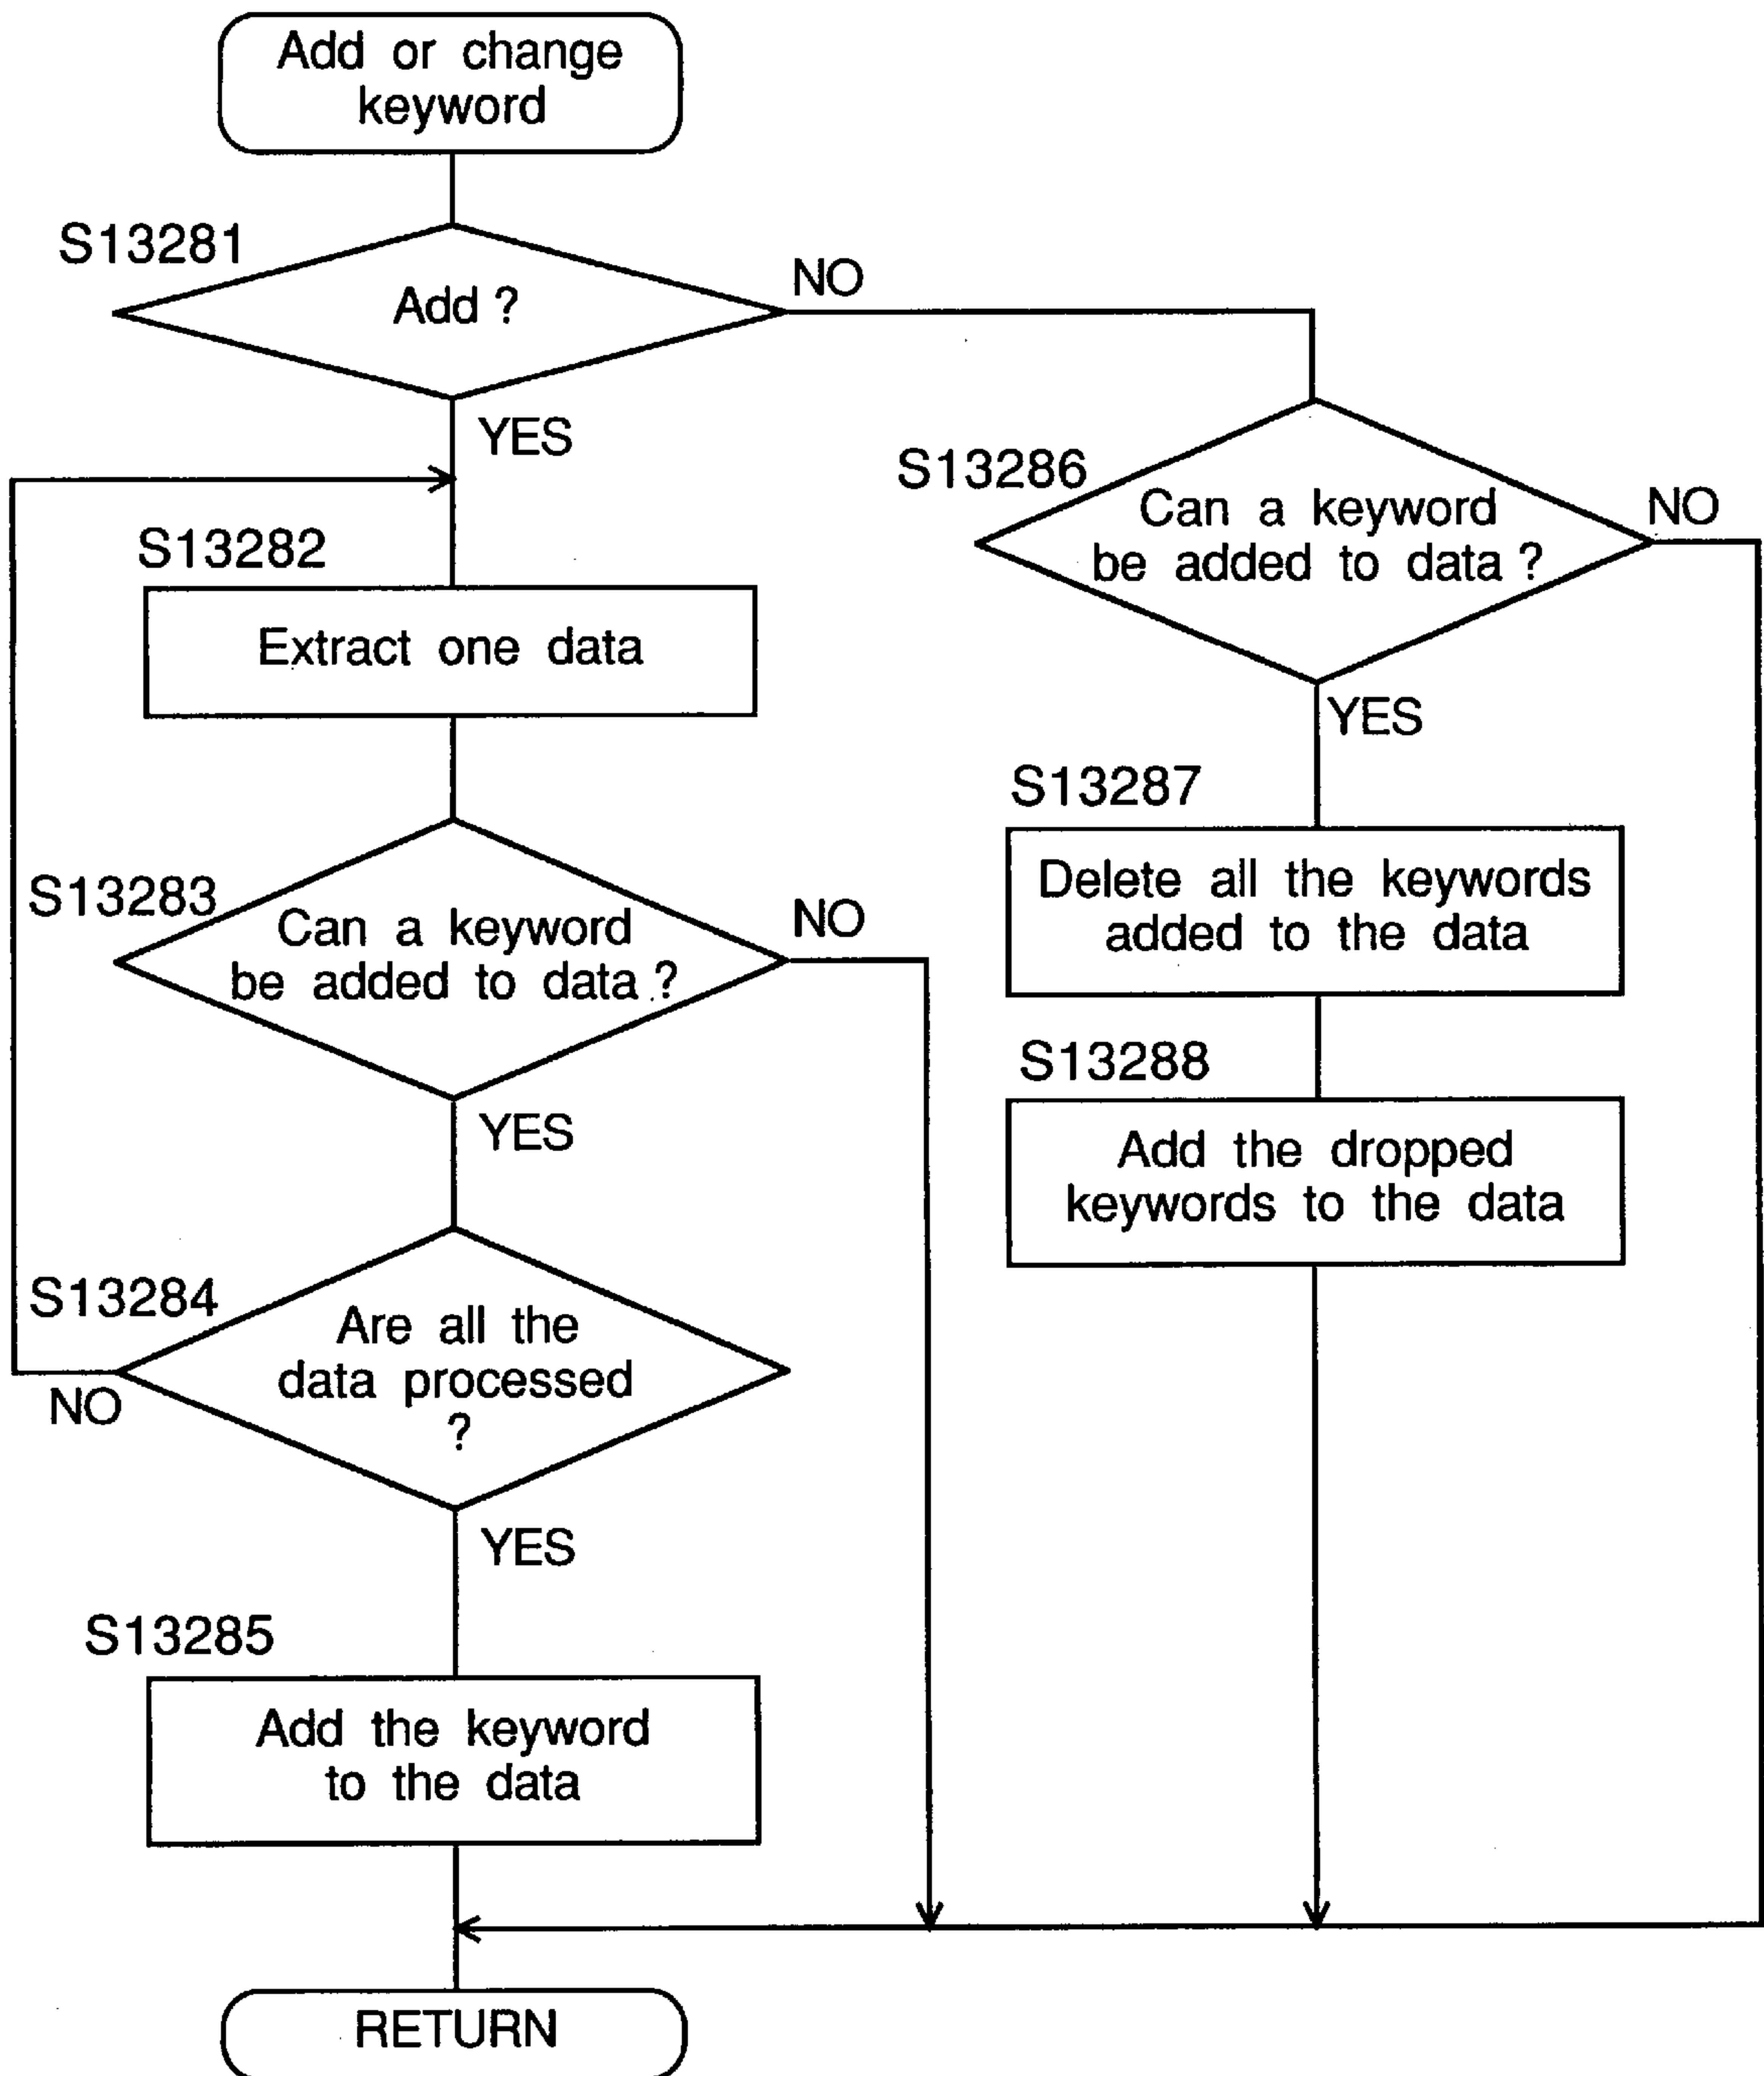 Add or change
keyword
S13281
Add ?
NO
YES
S13282
Extract one data
S13283
Can a keyword
be added to data ?
NO
YES
S13284
Are all the
data processed
?
NO
YES
S13285
Add the keyword
to the data
S13286
Can a keyword
be added to data ?
NO
YES
S13287
Delete all the keywords
added to the data
S13288
Add the dropped
keywords to the data
RETURN